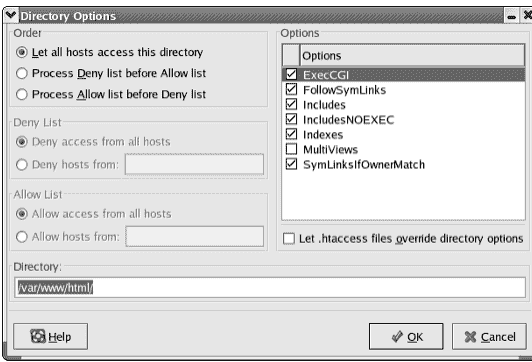 Directory Options
Order
Let all hosts access this directory
Process Deny list before Allow list
Process Allow list before Deny list
Deny List
Deny access from all hosts
Deny hosts from:
Allow List
Allow access from all hosts
Allow hosts from:
Options
Options
ExecCGI
FollowSymLinks
Includes
IncludesNOEXEC
Indexes
MultiViews
SymLinksIfOwnerMatch
Let .htaccess files override directory options
Directory:
/var/www/html/
Help
OK
Cancel